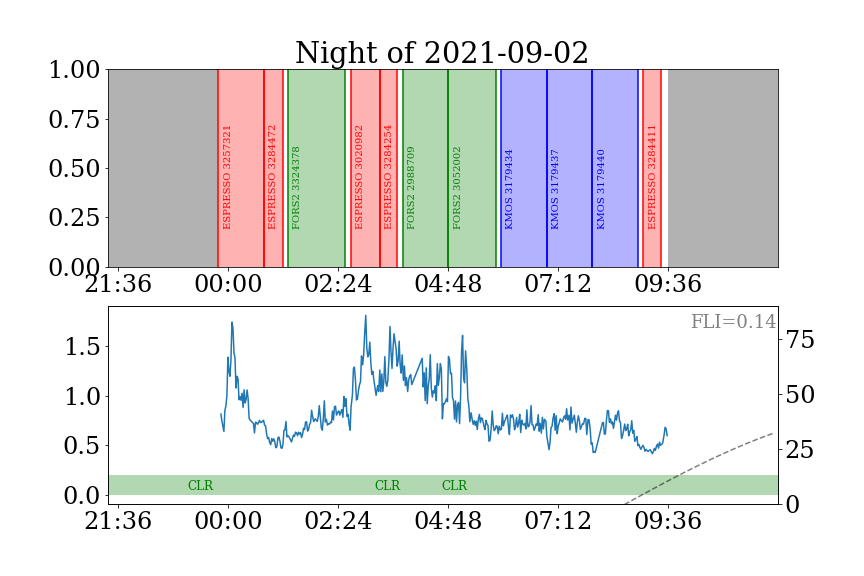 Night of 2021-09-02
1.00
0.75
0.50
0.25
0.00
ESPRESSO 3257321
ESPRESSO 3284472
FORS2 3324378
ESPRESSO 3020982
ESPRESSO 3284254
FORS2 2988709
FORS2 3052002
KMOS 3179434
KMOS 3179437
KMOS 3179440
ESPRESSO 3284411
21:36 00:00 02:24 04:48 07:12 09:36
FLI=0.14
1.5
1.0
0.5
0.0
75
50
25
0
CLR CLR CLR
21:36 00:00 02:24 04:48 07:12 09:36